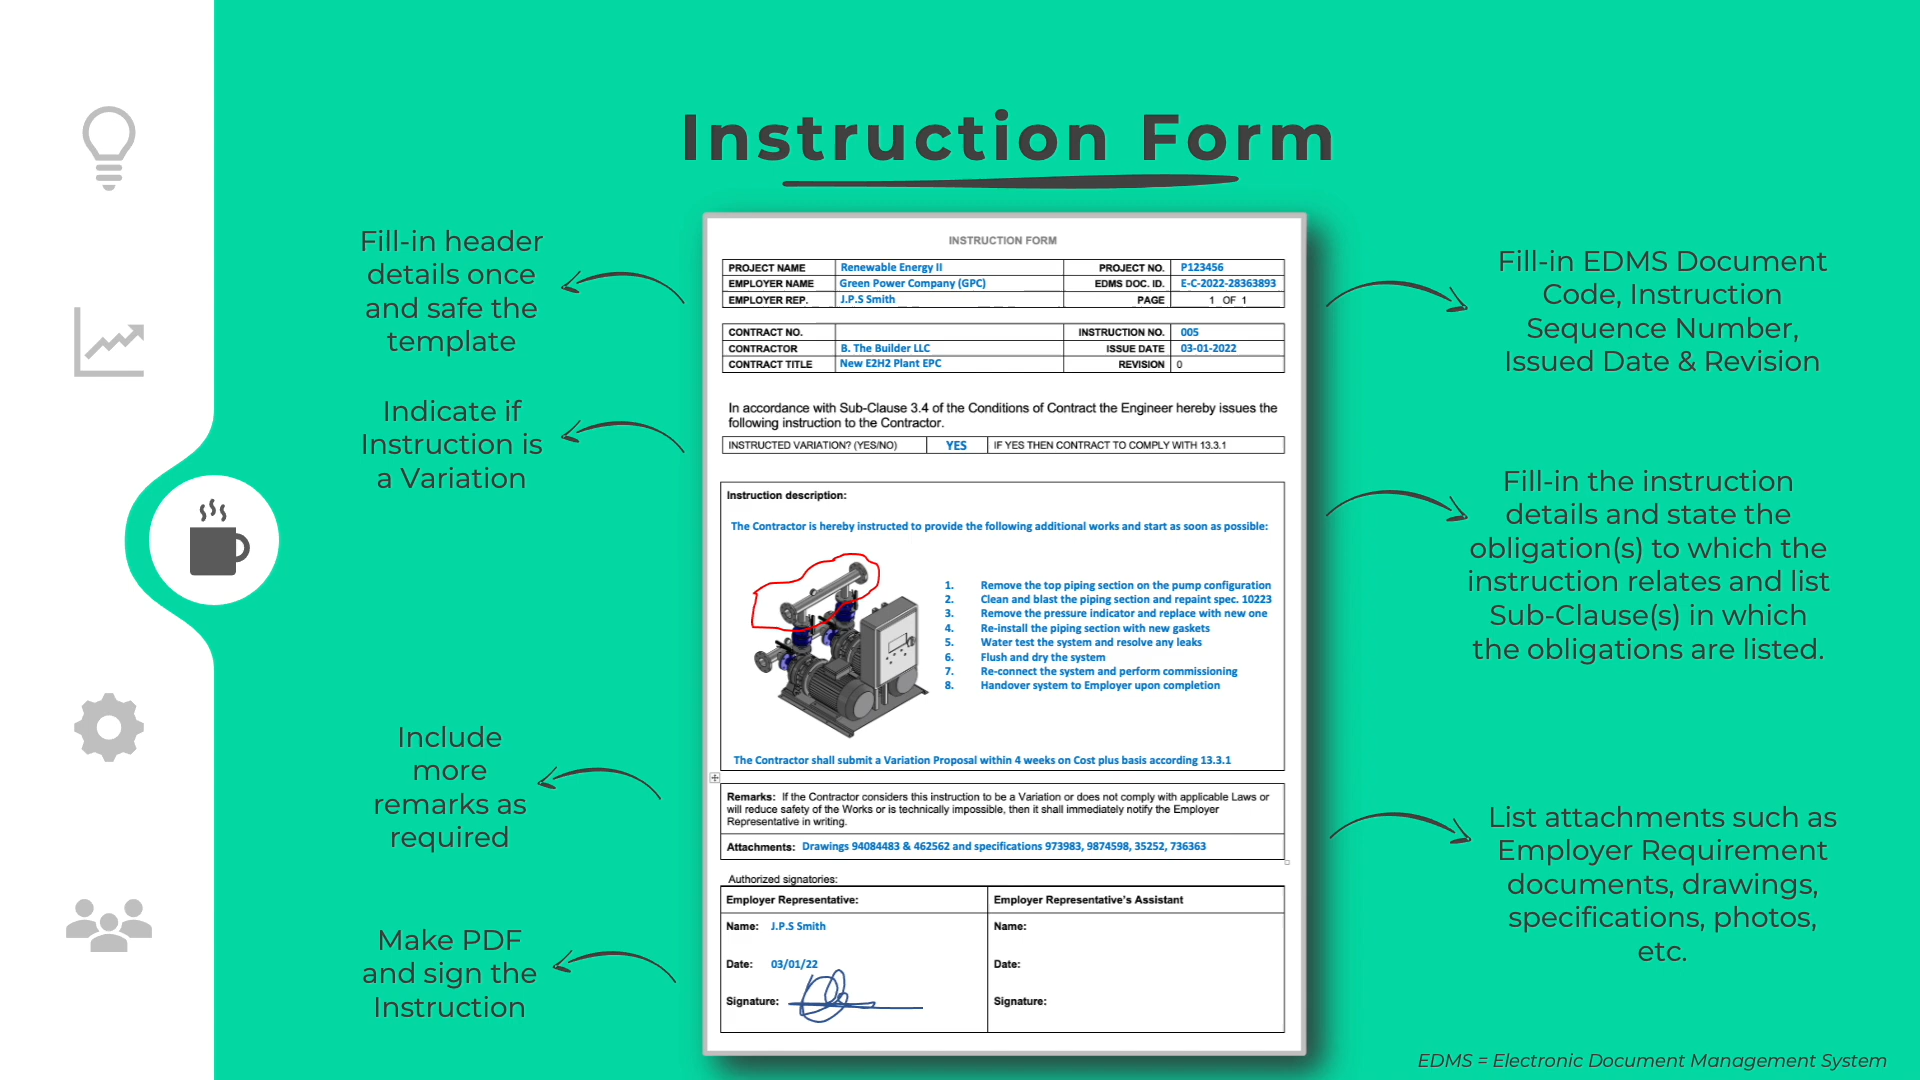 Instruction Form
Fill-in header
details once
and safe the
template
Indicate if
Instruction is
a Variation
Include
more
remarks as
required
Make PDF
and sign the
Instruction
INSTRUCTION FORM
PROJECT NAME Renewable Energy II PROJECT NO. P123456
EMPLOYER NAME Green Power Company (GPC) EDMS DOC. ID. E-C-2022-28363893
EMPLOYER REP. J.P.S Smith PAGE 1 OF 1
CONTRACT NO. INSTRUCTION NO. 005
CONTRACTOR B. The Builder LLC ISSUE DATE 03-01-2022
CONTRACT TITLE New E2H2 Plant EPC REVISION 0
In accordance with Sub-Clause 3.4 of the Conditions of Contract the Engineer hereby issues the
following instruction to the Contractor.
INSTRUCTED VARIATION? (YES/NO) YES IF YES THEN CONTRACT TO COMPLY WITH 13.3.1
Instruction description:
The Contractor is hereby instructed to provide the following additional works and start as soon as possible:
1. Remove the top piping section on the pump configuration
2. Clean and blast the piping section and repaint spec. 10223
3. Remove the pressure indicator and replace with new one
4. Re-install the piping section with new gaskets
5. Water test the system and resolve any leaks
6. Flush and dry the system
7. Re-connect the system and perform commissioning
8. Handover system to Employer upon completion
The Contractor shall submit a Variation Proposal within 4 weeks on Cost plus basis according 13.3.1
Remarks: If the Contractor considers this instruction to be a Variation or does not comply with applicable Laws or
will reduce safety of the Works or is technically impossible, then it shall immediately notify the Employer
Representative in writing.
Attachments: Drawings 94084483 & 462562 and specifications 973983, 9874598, 35252, 736363
Authorized signatories:
Employer Representative: Employer Representative's Assistant
Name: J.P.S Smith Name:
Date: 03/01/22 Date:
Signature: Signature:
Fill-in EDMS Document
Code, Instruction
Sequence Number,
Issued Date & Revision
Fill-in the instruction
details and state the
obligation(s) to which the
instruction relates and list
Sub-Clause(s) in which
the obligations are listed.
List attachments such as
Employer Requirement
documents, drawings,
specifications, photos,
etc.
EDMS = Electronic Document Management System